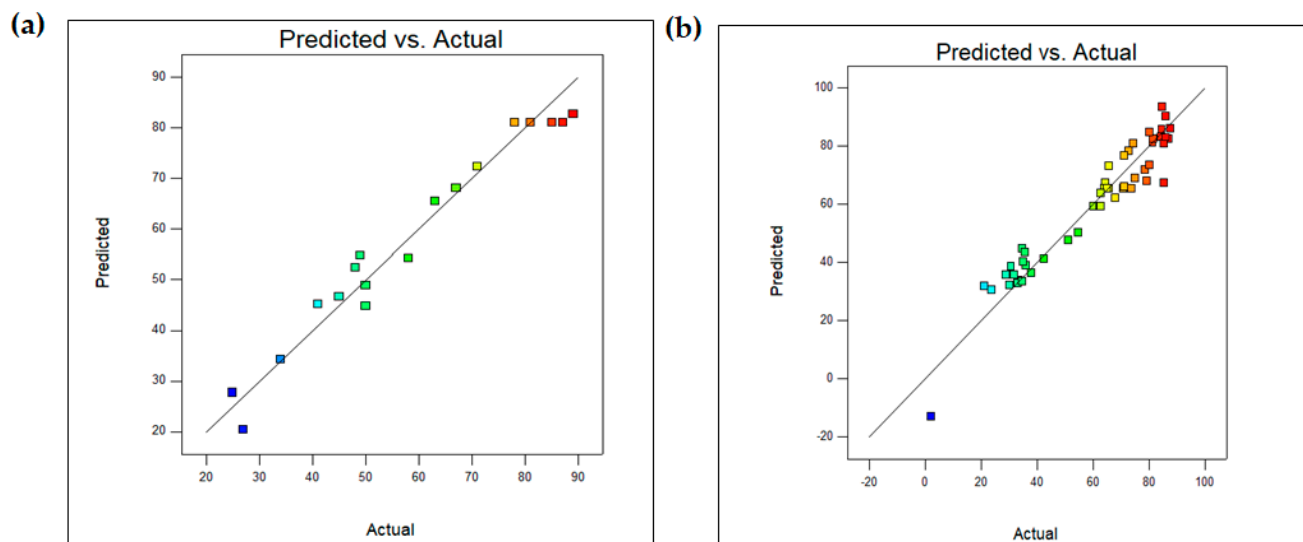 (a)
Predicted vs. Actual
90
80
70
60
50
40
30
20
Predicted
20 30 40 50 60 70 80 90
Actual
(b)
Predicted vs. Actual
100
80
60
40
20
0
-20
Predicted
-20 0 20 40 60 80 100
Actual